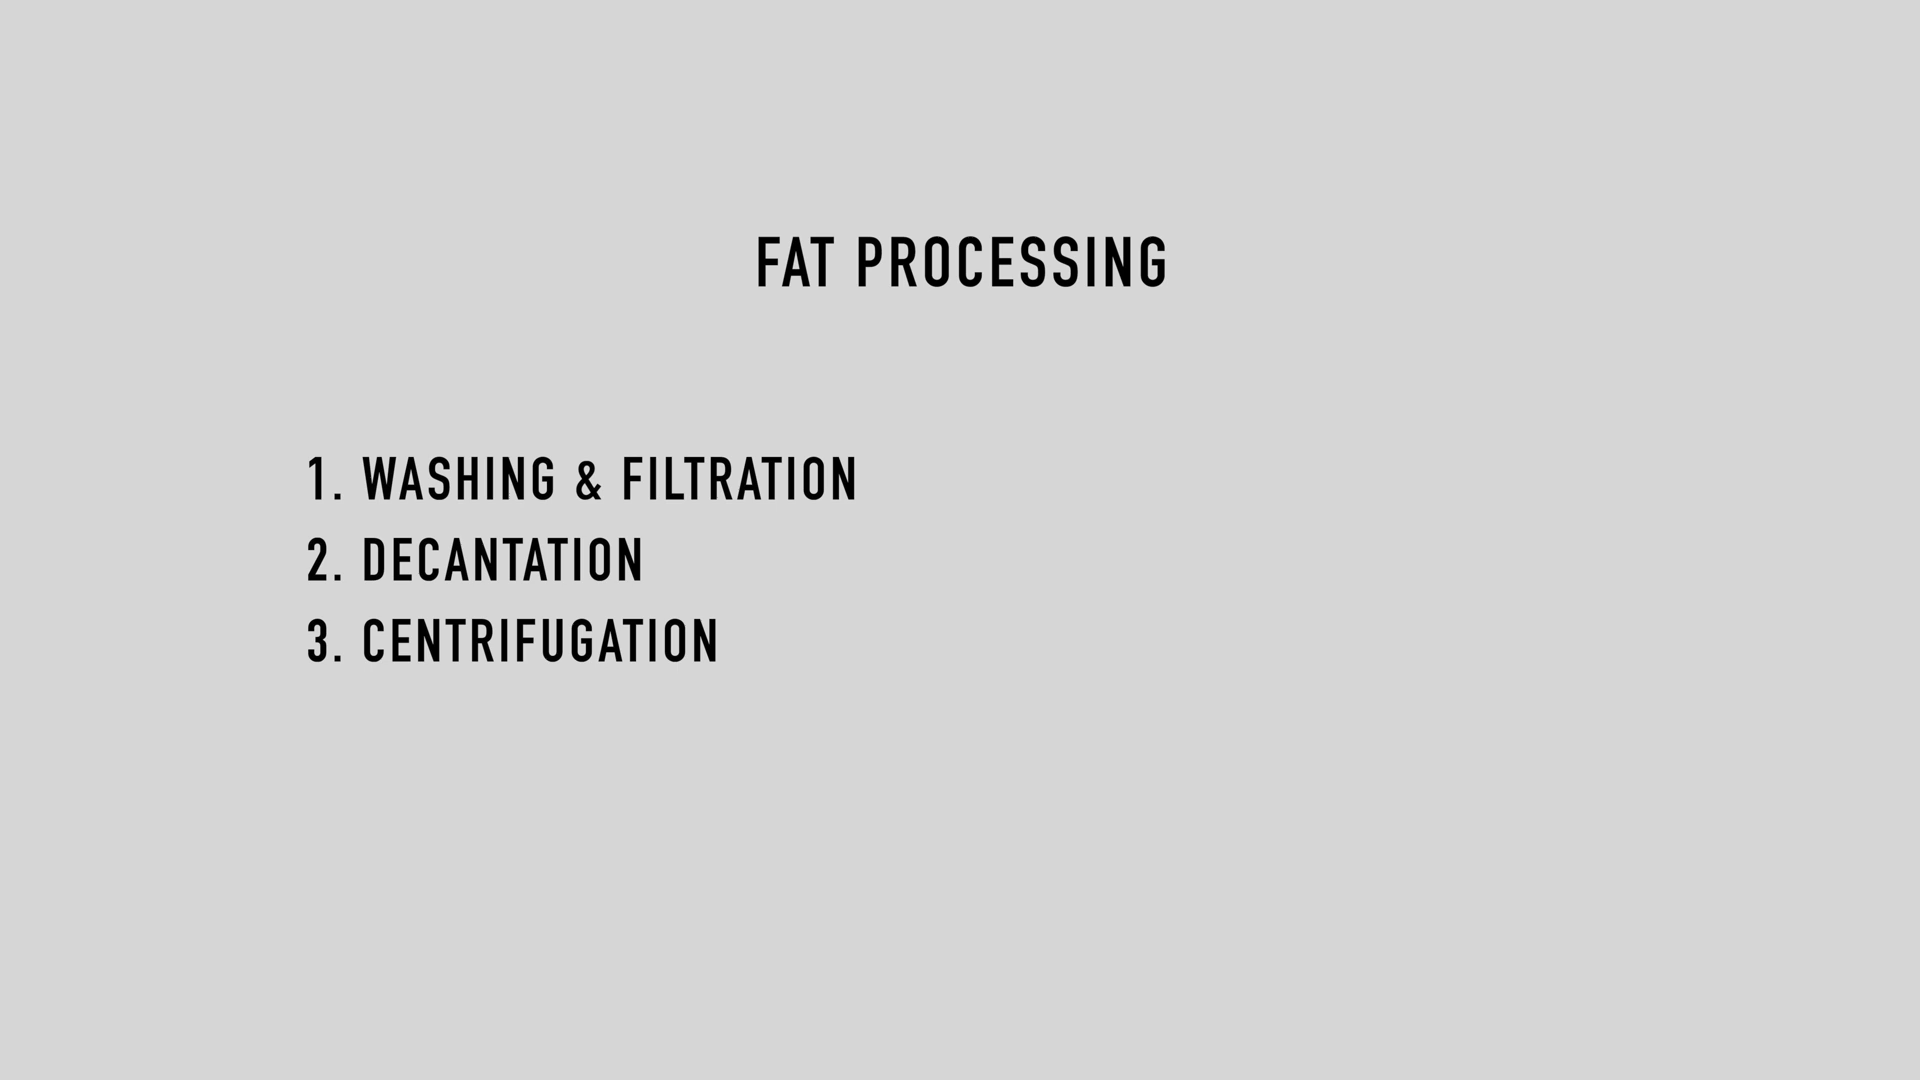 FAT PROCESSING
1. WASHING & FILTRATION
2. DECANTATION
3. CENTRIFUGATION